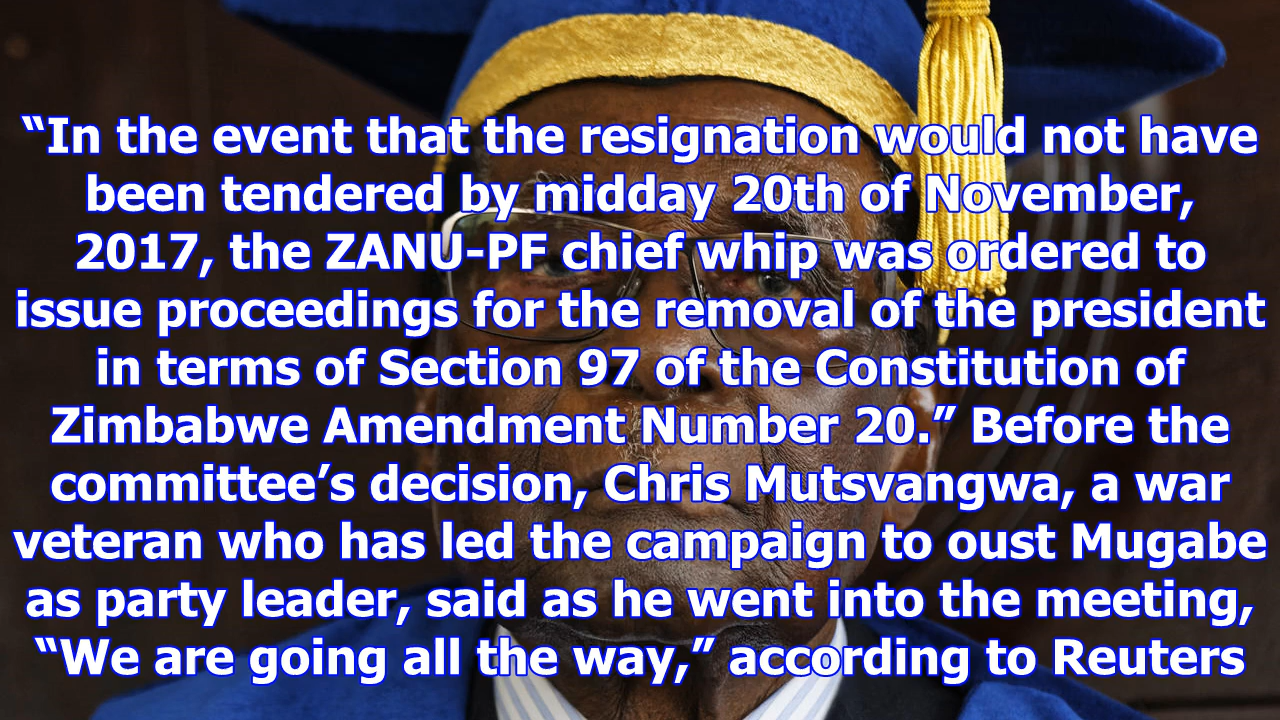 “In the event that the resignation would not have
been tendered by midday 20th of November,
2017, the ZANU-PF chief whip was ordered to
issue proceedings for the removal of the president
in terms of Section 97 of the Constitution of
Zimbabwe Amendment Number 20.” Before the
committee’s decision, Chris Mutsvangwa, a war
veteran who has led the campaign to oust Mugabe
as party leader, said as he went into the meeting,
“We are going all the way,” according to Reuters